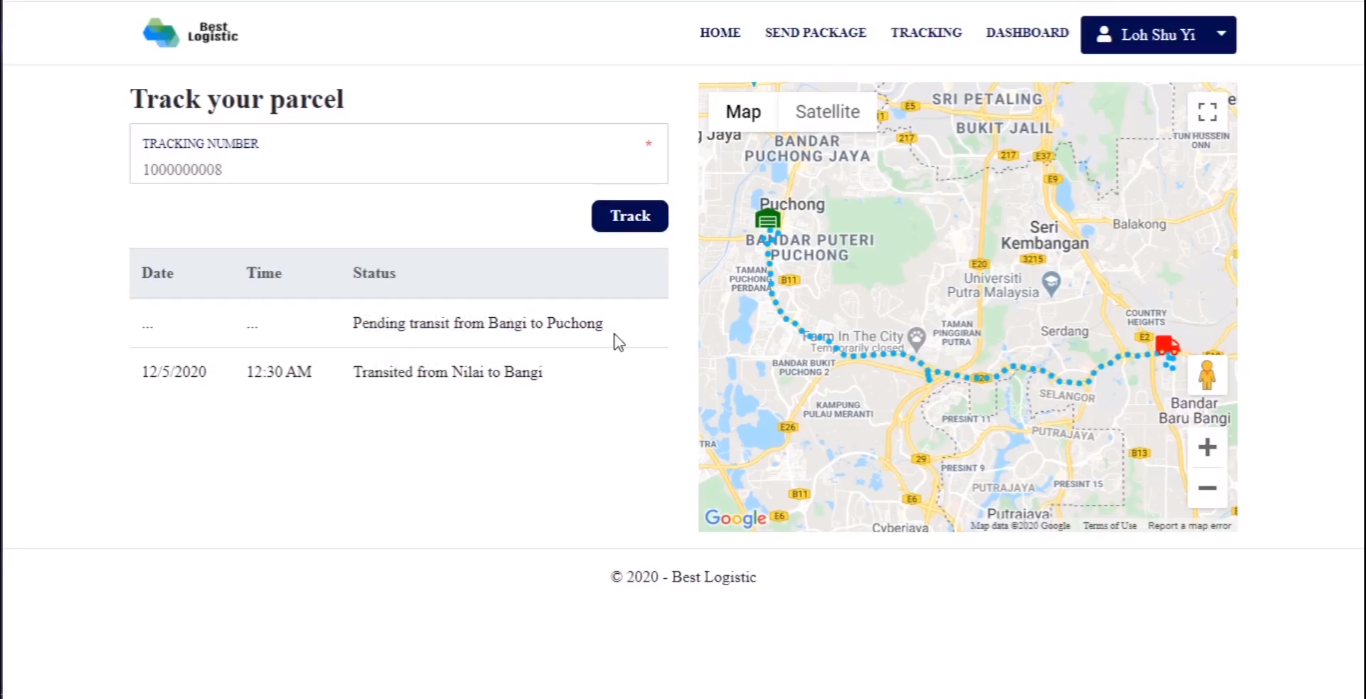 Best
Logistic
HOME SEND PACKAGE TRACKING DASHBOARD Loh Shu Yi
Track your parcel
TRACKING NUMBER *
1000000008
Track
Date Time Status
... ... Pending transit from Bangi to Puchong
12/5/2020 12:30 AM Transited from Nilai to Bangi
Map Satellite
E5
SRI PETALING
BUKIT JALIL
TUN HUSSEIN
ONN
Jaya
BANDAR
PUCHONG JAYA
217
217
E37
E9
Puchong
Seri
Kembangan
Balakong
BANDAR PUTERI
PUCHONG
E20
3215
TAMAN
PUCHONG
PERDANA
B11
Universiti
Putra Malaysia
COUNTRY
HEIGHTS
TAMAN
PINGGIRAN
PUTRA
Serdang
E2
Farm In The City
Temporarily closed
BANDAR BUKIT
PUCHONG 2
B20
SELANGOR
KAMPUNG
PULAU MERANTI
PRESINT 11
Bandar
Baru Bangi
E26
PUTRAJAYA
TRA
29
B13
PRESINT 9
PUTRAJAYA
PRESINT 15
B11
E6
Putrajaya
Google
E6
Cyberjaya
Map data ©2020 Google Terms of Use Report a map error
© 2020 - Best Logistic